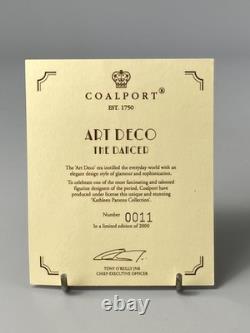 COALPORT®
EST. 1750
ART DECO
THE DANCER
The 'Art Deco' era instilled the everyday world with an
elegant design style of glamour and sophistication.
To celebrate one of the most fascinating and talented
figurine designers of the period, Coalport have
produced under license this unique and stunning
'Kathleen Parsons Collection'.
Number 0011
In a limited edition of 2000
TONY O'REILLY JNR
CHIEF EXECUTIVE OFFICER